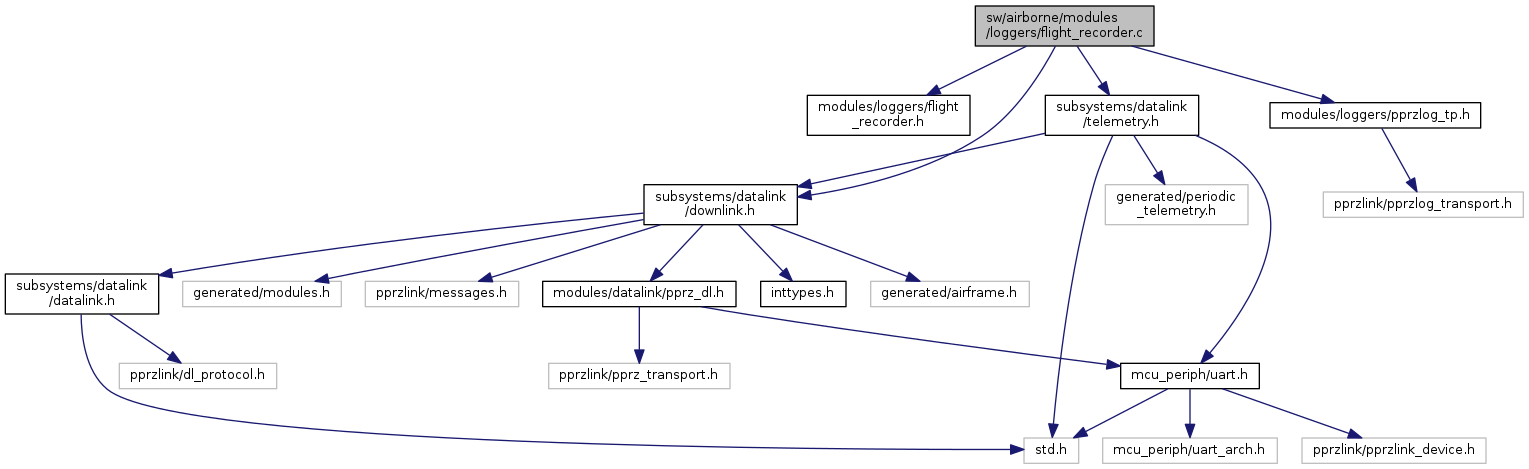 sw/airborne/modules
/loggers/flight_recorder.c
modules/loggers/flight
_recorder.h
subsystems/datalink
/telemetry.h
modules/loggers/pprzlog_tp.h
subsystems/datalink
/downlink.h
generated/periodic
_telemetry.h
pprzlink/pprzlog_transport.h
subsystems/datalink
/datalink.h
generated/modules.h
pprzlink/messages.h
modules/datalink/pprz_dl.h
inttypes.h
generated/airframe.h
pprzlink/dl_protocol.h
pprzlink/pprz_transport.h
mcu_periph/uart.h
std.h
mcu_periph/uart_arch.h
pprzlink/pprzlink_device.h